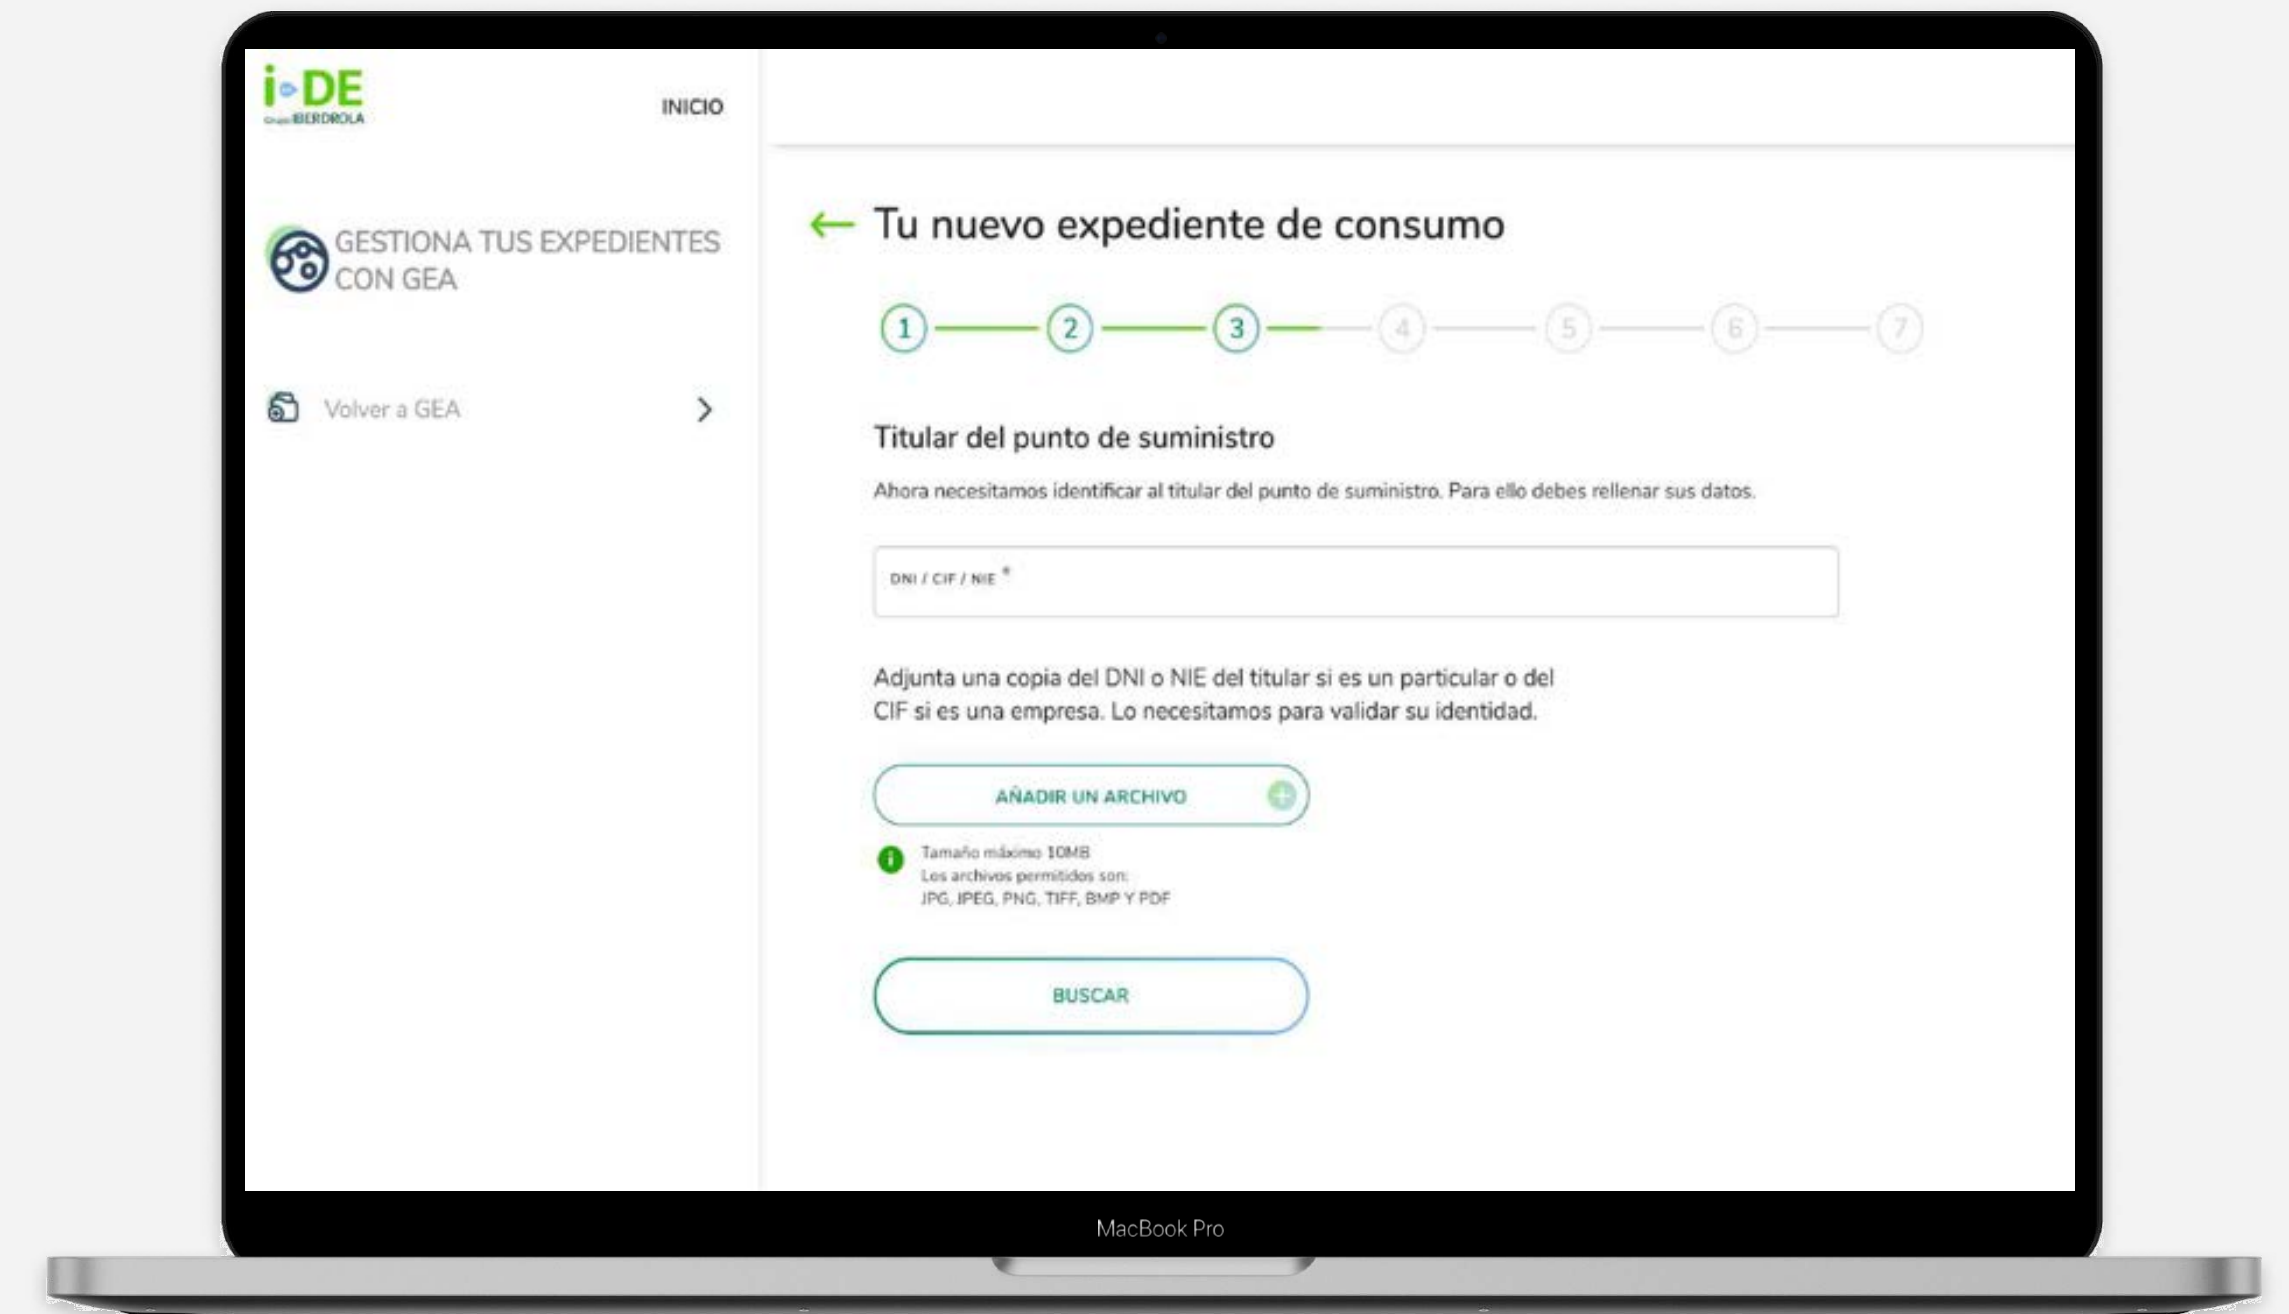 i-DE
Grupo IBERDROLA
INICIO
GESTIONA TUS EXPEDIENTES
CON GEA
Volver a GEA
Tu nuevo expediente de consumo
1 2 3 4 5 6 7
Titular del punto de suministro
Ahora necesitamos identificar al titular del punto de suministro. Para ello debes rellenar sus datos.
DNI / CIF / NIE *
Adjunta una copia del DNI o NIE del titular si es un particular o del
CIF si es una empresa. Lo necesitamos para validar su identidad.
AÑADIR UN ARCHIVO
Tamaño máximo 10MB
Los archivos permitidos son:
JPG, JPEG, PNG, TIFF, BMP Y PDF
BUSCAR
MacBook Pro